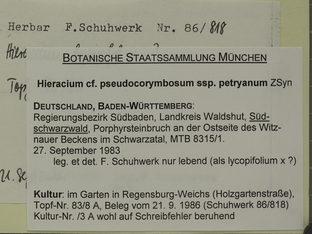 Herbar F. Schuhwerk Nr. 86/818
BOTANISCHE STAATSSAMMLUNG MÜNCHEN
Hieracium cf. pseudocorymbosum ssp. petryanum ZSyn
DEUTSCHLAND, BADEN-WÜRTTEMBERG:
Regierungsbezirk Südbaden, Landkreis Waldshut, Süd-
schwarzwald, Porphyrsteinbruch an der Ostseite des Witz-
nauer Beckens im Schwarzatal, MTB 8315/1.
27. September 1983
leg. et det. F. Schuhwerk nur lebend (als lycopifolium x ?)
Kultur: im Garten in Regensburg-Weichs (Holzgartenstraße),
Topf-Nr. 83/8 A, Beleg vom 21. 9. 1986 (Schuhwerk 86/818)
Kultur-Nr. /3 A wohl auf Schreibfehler beruhend